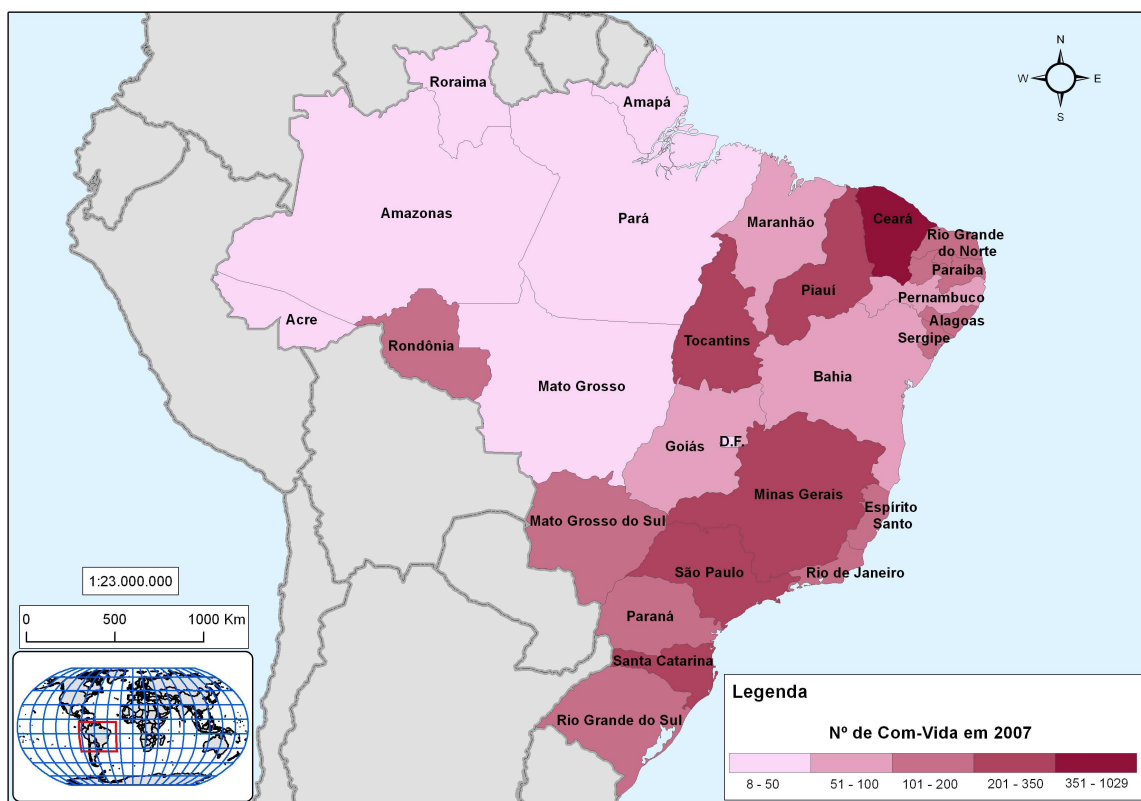 N
W E
S
Roraima
Amapá
Amazonas
Pará
Maranhão
Ceará
Rio Grande
do Norte
Paraíba
Piauí
Pernambuco
Acre
Alagoas
Sergipe
Rondônia
Tocantins
Mato Grosso
Bahia
Goiás
D.F.
Minas Gerais
Espírito
Santo
Mato Grosso do Sul
São Paulo
Rio de Janeiro
Paraná
Santa Catarina
Rio Grande do Sul
1:23.000.000
0 500 1000 Km
Legenda
Nº de Com-Vida em 2007
8 - 50 51 - 100 101 - 200 201 - 350 351 - 1029